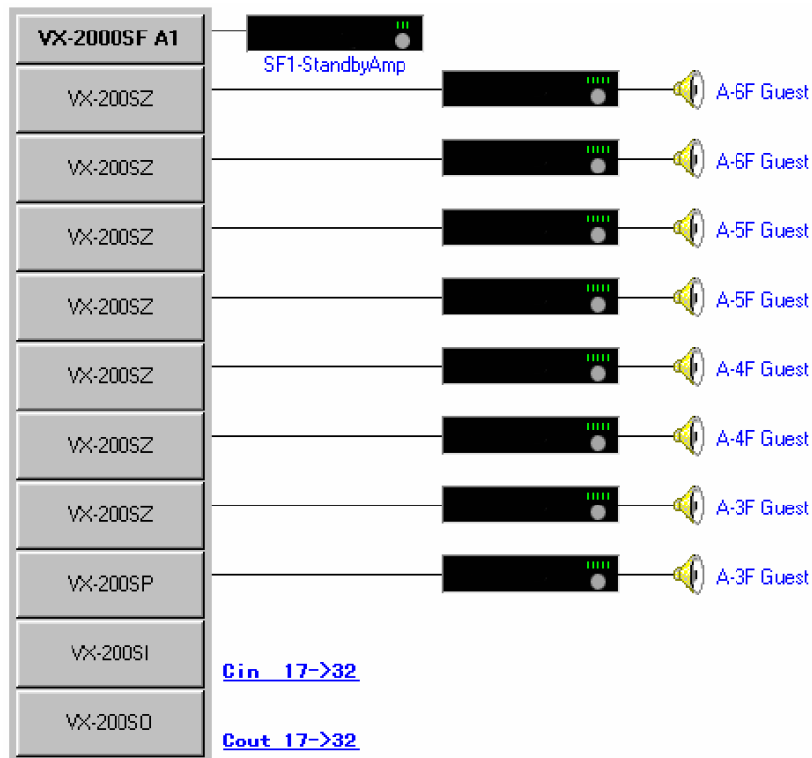 VX-2000SF A1
SF1-StandbyAmp
VX-200SZ
A-6F Guest
VX-200SZ
A-6F Guest
VX-200SZ
A-5F Guest
VX-200SZ
A-5F Guest
VX-200SZ
A-4F Guest
VX-200SZ
A-4F Guest
VX-200SZ
A-3F Guest
VX-200SP
A-3F Guest
VX-200SI
Cin 17->32
VX-200SO
Cout 17->32